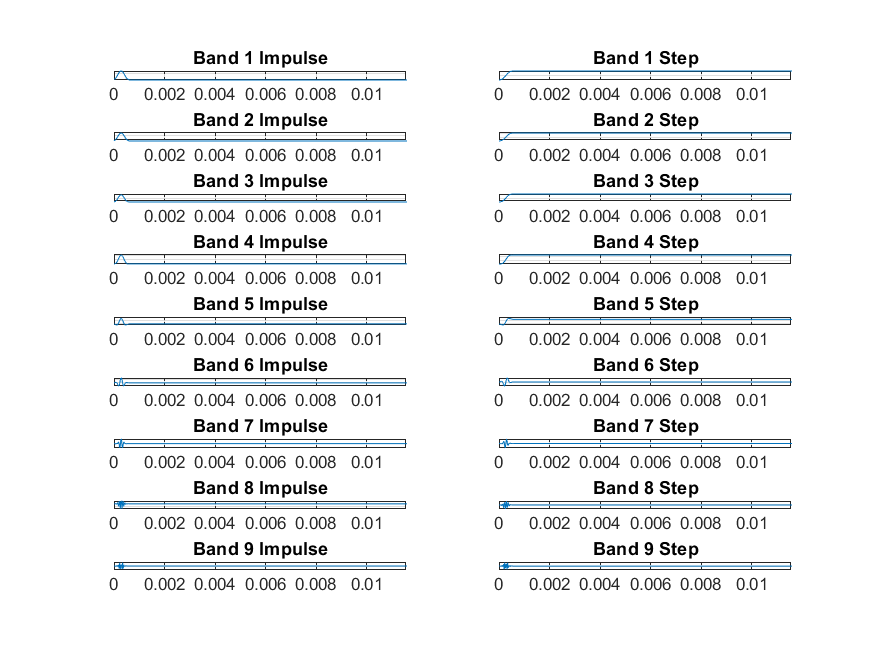 Band 1 Impulse
0 0.002 0.004 0.006 0.008 0.01
Band 1 Step
0 0.002 0.004 0.006 0.008 0.01
Band 2 Impulse
0 0.002 0.004 0.006 0.008 0.01
Band 2 Step
0 0.002 0.004 0.006 0.008 0.01
Band 3 Impulse
0 0.002 0.004 0.006 0.008 0.01
Band 3 Step
0 0.002 0.004 0.006 0.008 0.01
Band 4 Impulse
0 0.002 0.004 0.006 0.008 0.01
Band 4 Step
0 0.002 0.004 0.006 0.008 0.01
Band 5 Impulse
0 0.002 0.004 0.006 0.008 0.01
Band 5 Step
0 0.002 0.004 0.006 0.008 0.01
Band 6 Impulse
0 0.002 0.004 0.006 0.008 0.01
Band 6 Step
0 0.002 0.004 0.006 0.008 0.01
Band 7 Impulse
0 0.002 0.004 0.006 0.008 0.01
Band 7 Step
0 0.002 0.004 0.006 0.008 0.01
Band 8 Impulse
0 0.002 0.004 0.006 0.008 0.01
Band 8 Step
0 0.002 0.004 0.006 0.008 0.01
Band 9 Impulse
0 0.002 0.004 0.006 0.008 0.01
Band 9 Step
0 0.002 0.004 0.006 0.008 0.01